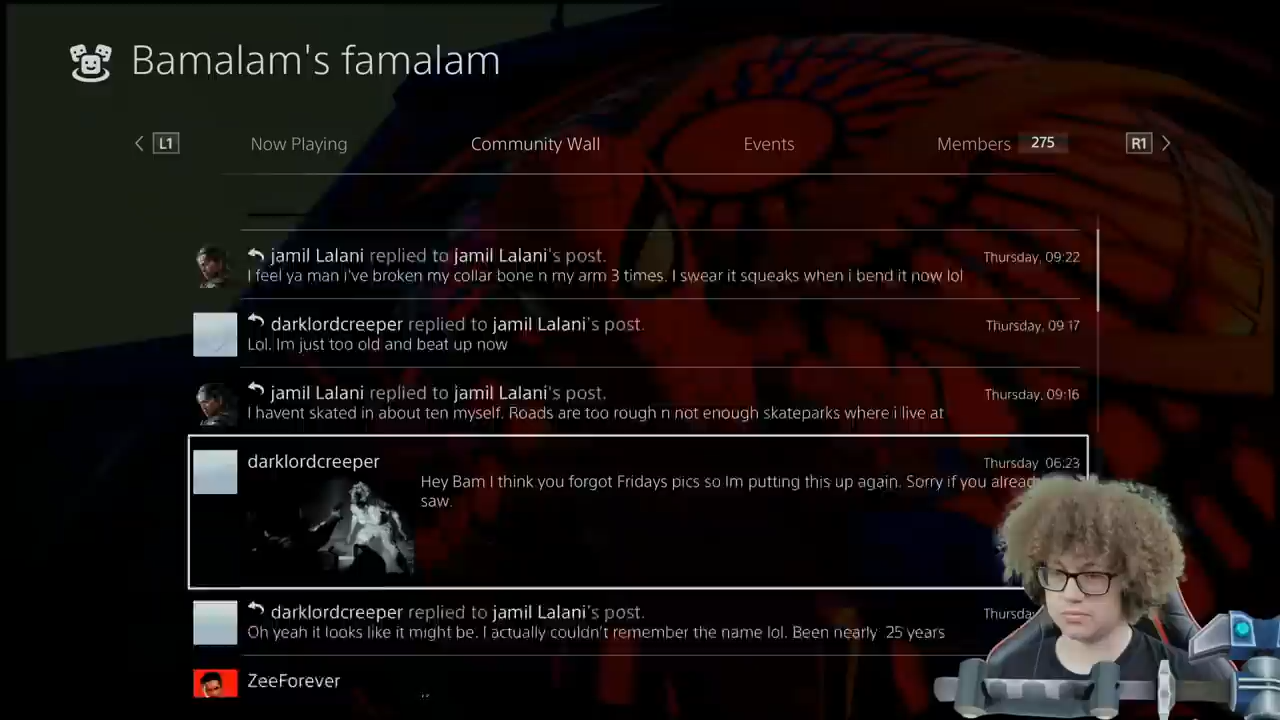 Bamalam's famalam
L1
Now Playing
Community Wall
Events
Members 275
R1
jamil Lalani replied to jamil Lalani's post.
Thursday, 09:22
I feel ya man i've broken my collar bone n my arm 3 times. I swear it squeaks when i bend it now lol
darklordcreeper replied to jamil Lalani's post.
Thursday, 09:17
Lol. Im just too old and beat up now
jamil Lalani replied to jamil Lalani's post.
Thursday, 09:16
I havent skated in about ten myself. Roads are too rough n not enough skateparks where i live at
darklordcreeper
Thursday 06:23
Hey Bam I think you forgot Fridays pics so Im putting this up again. Sorry if you alread
saw.
darklordcreeper replied to jamil Lalani's post.
Thursda
Oh yeah it looks like it might be. I actually couldn't remember the name lol. Been nearly 25 years
ZeeForever